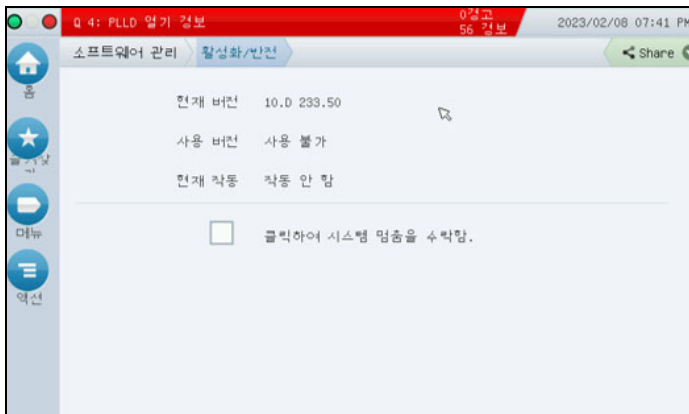 Q 4: PLLD 열기 경보
0경고
56 경보
2023/02/08 07:41 PM
소프트웨어 관리
활성화/반전
Share
홈
현재 버전 10.D 233.50
사용 버전 사용 불가
현재 작동 작동 안 함
클릭하여 시스템 멈춤을 수락함.
메뉴
액션